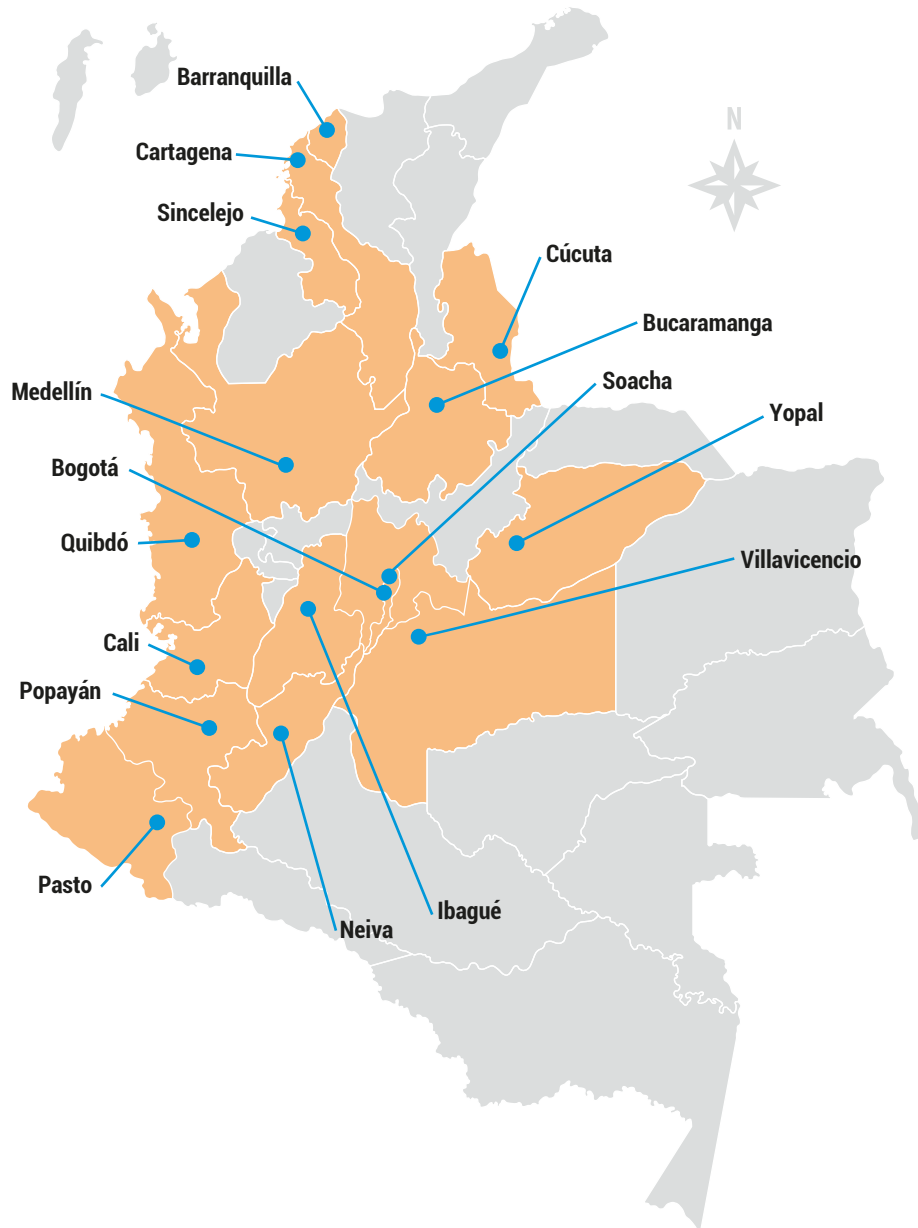 Barranquilla
N
Cartagena
Sincelejo
Cúcuta
Bucaramanga
Soacha
Medellín
Yopal
Bogotá
Quibdó
Villavicencio
Cali
Popayán
Pasto
Ibagué
Neiva